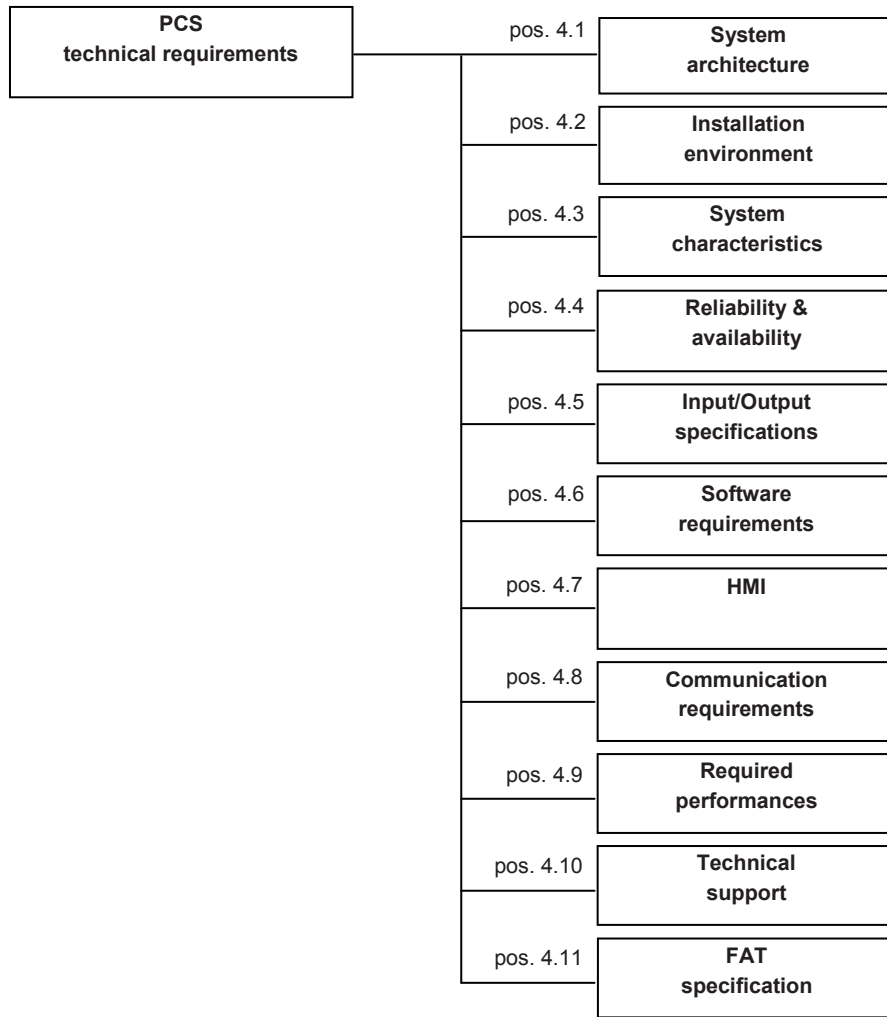 PCS
technical requirements
pos. 4.1
System
architecture
pos. 4.2
Installation
environment
pos. 4.3
System
characteristics
pos. 4.4
Reliability &
availability
pos. 4.5
Input/Output
specifications
pos. 4.6
Software
requirements
pos. 4.7
HMI
pos. 4.8
Communication
requirements
pos. 4.9
Required
performances
pos. 4.10
Technical
support
pos. 4.11
FAT
specification